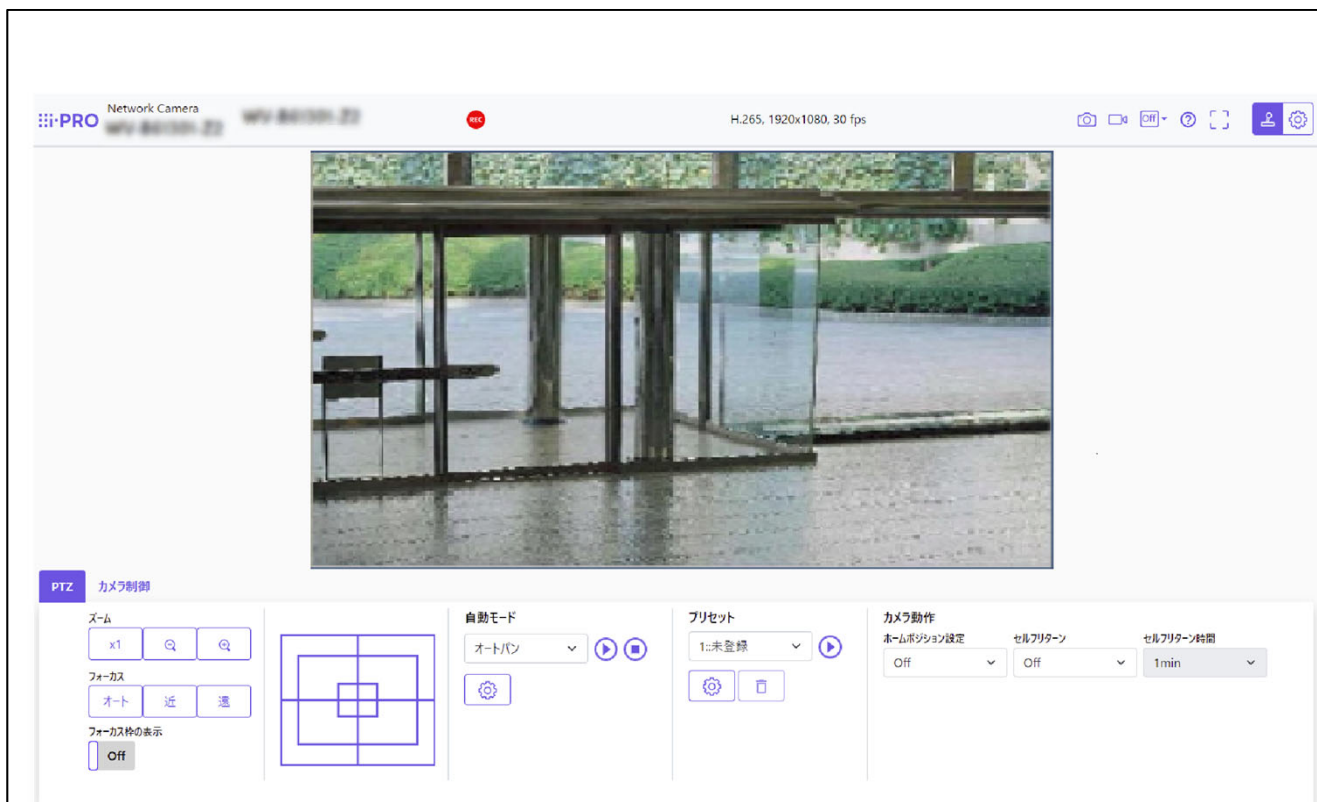 Network Camera
i-PRO
REC
H.265, 1920x1080, 30 fps
Off
PTZ カメラ制御
ズーム
x1
フォーカス
オート 近 遠
フォーカス枠の表示
Off
自動モード
オートパン
プリセット
1::未登録
カメラ動作
ホームポジション設定 セルフリターン セルフリターン時間
Off Off 1min